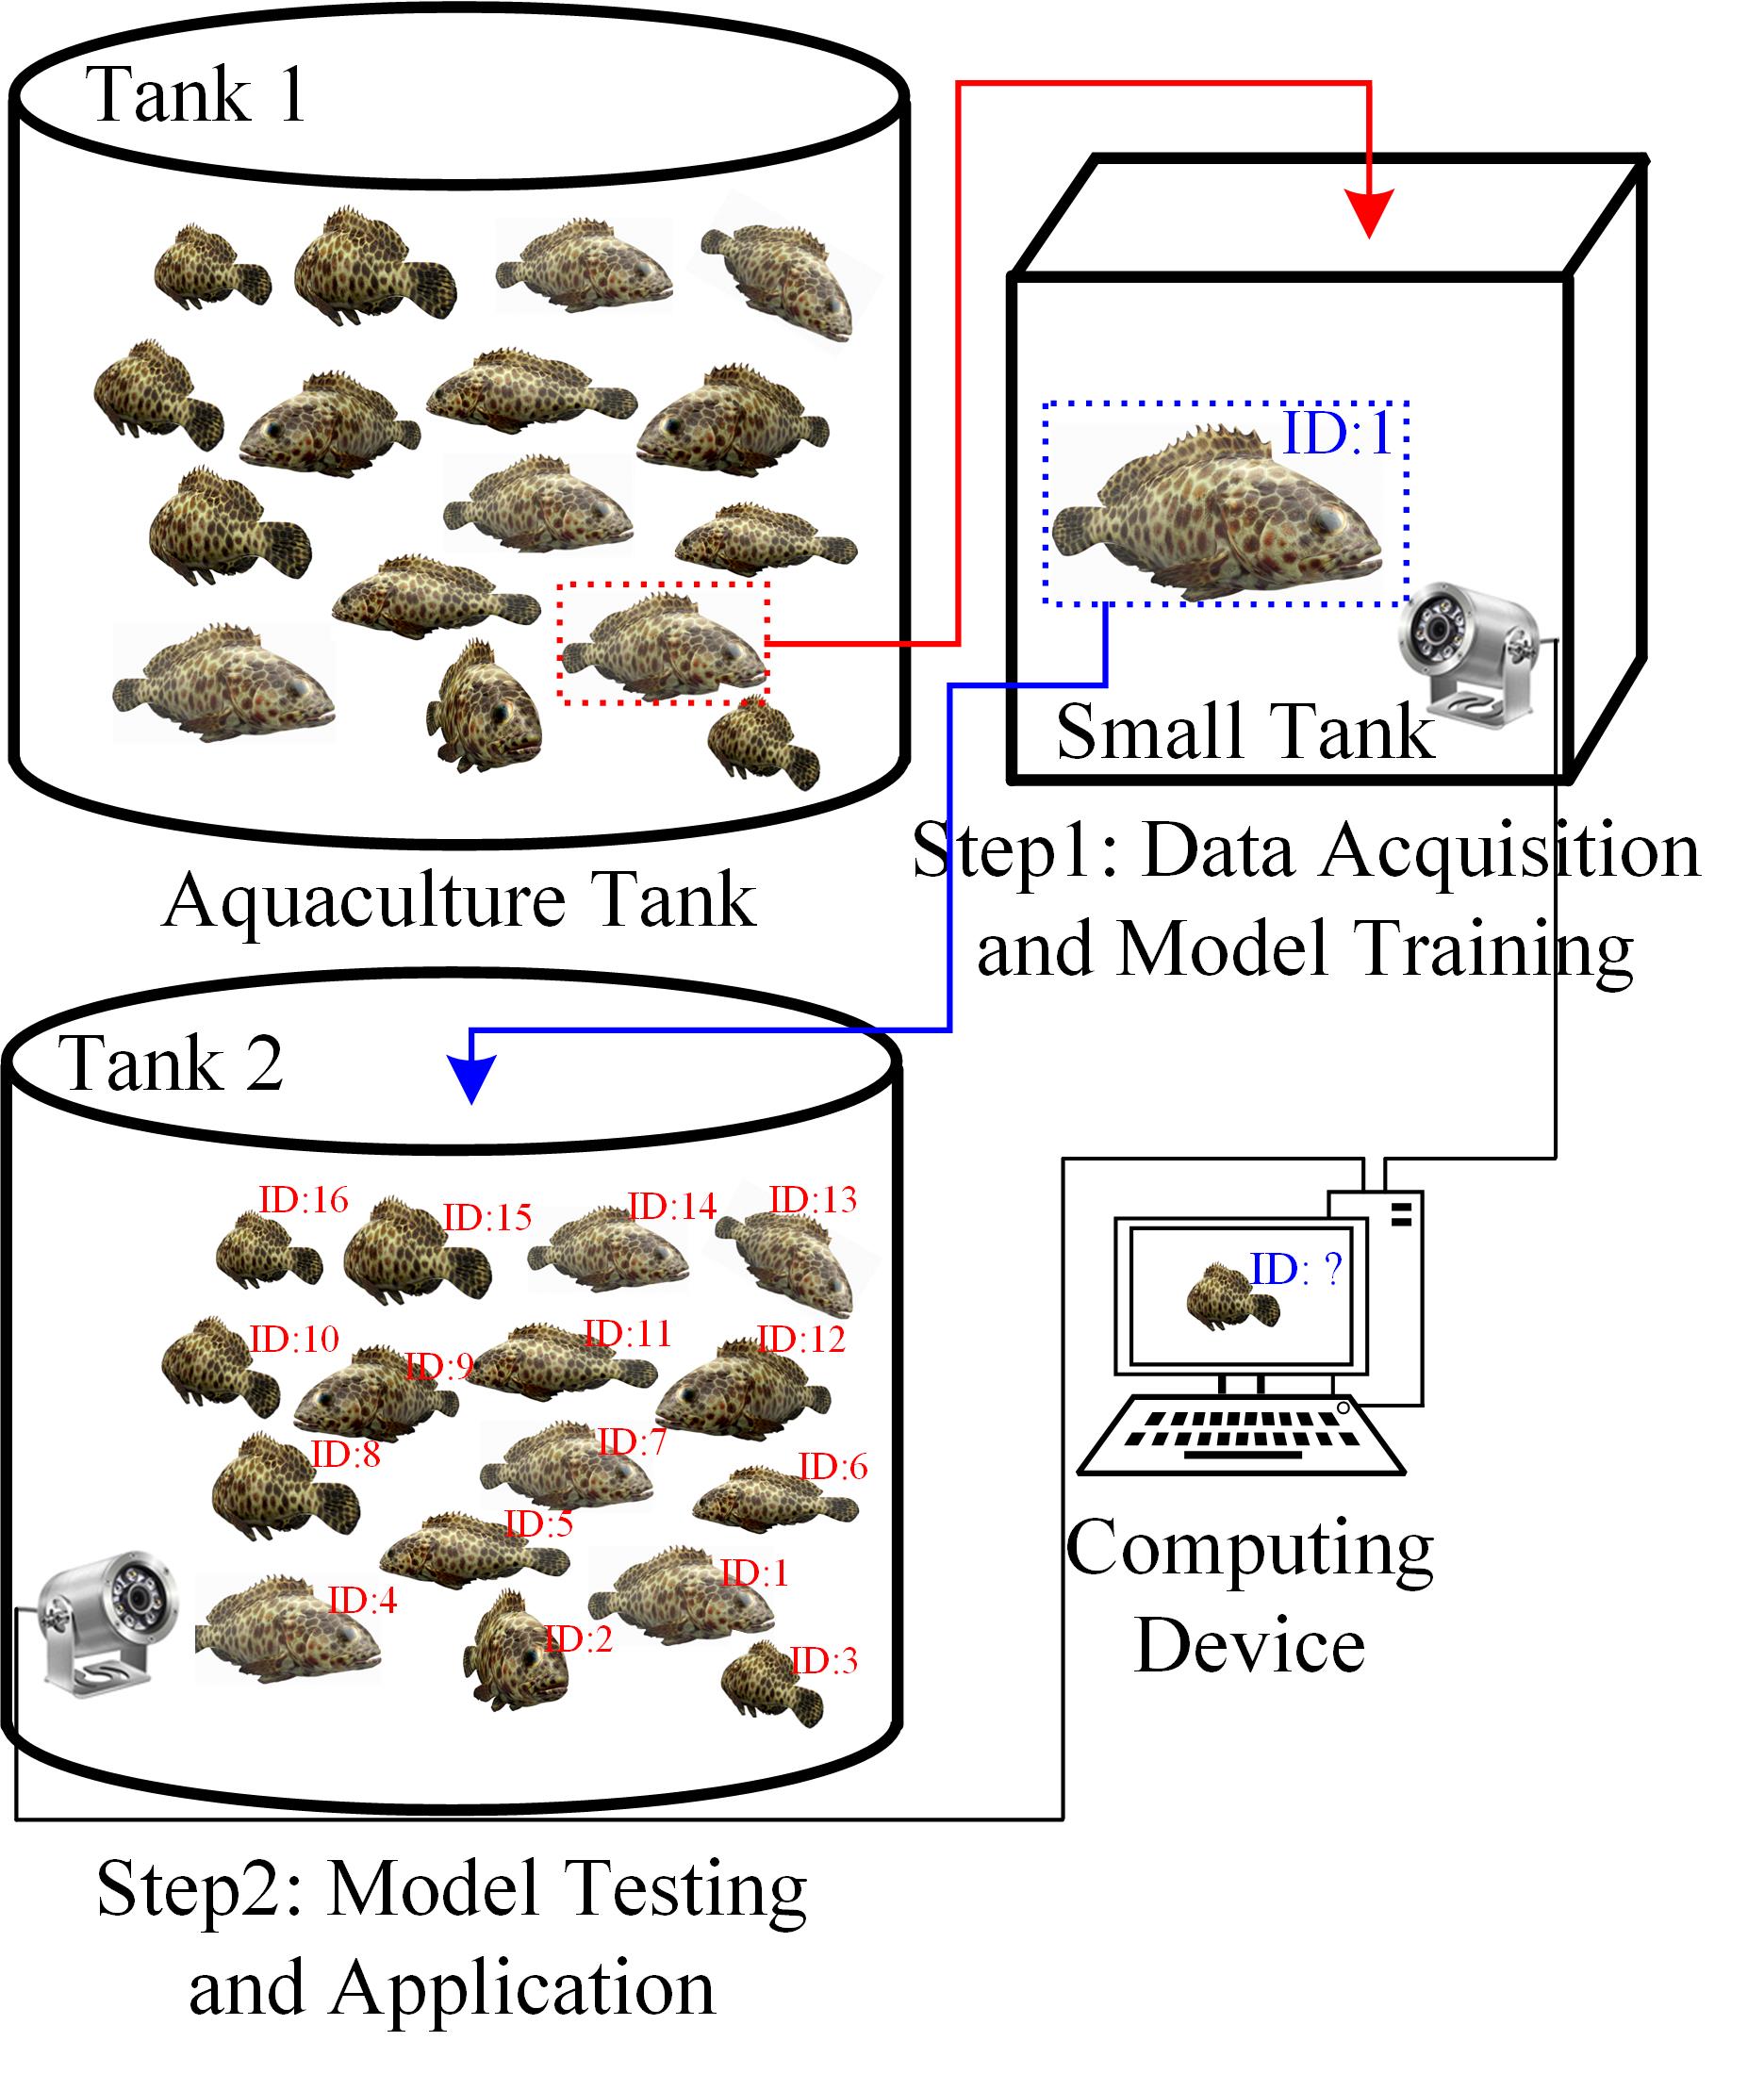 Tank 1
ID:1
Small Tank
Step1: Data Acquisition
and Model Training
Aquaculture Tank
Tank 2
ID:16
ID:15
ID:14
ID:13
ID:10
ID:9
ID:11
ID:12
ID:8
ID:7
ID:6
ID:5
ID:4
ID:2
ID:1
ID:3
ID: ?
Computing
Device
Step2: Model Testing
and Application